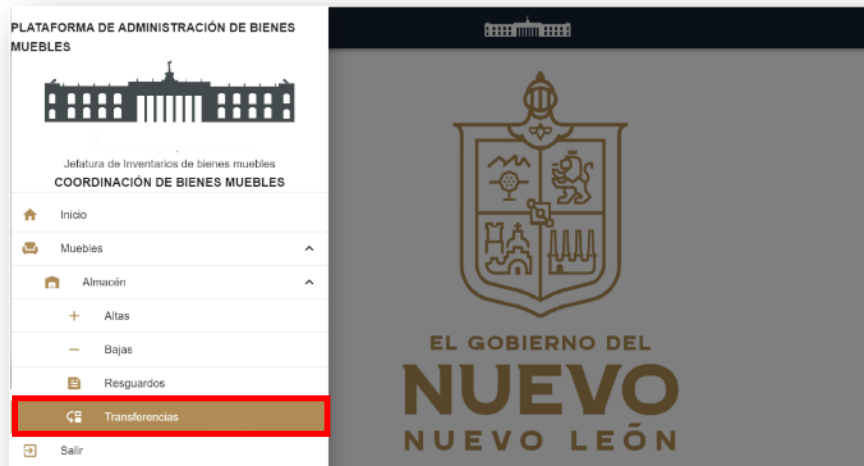 PLATAFORMA DE ADMINISTRACIÓN DE BIENES
MUEBLES
Jefatura de Inventarios de bienes muebles
COORDINACIÓN DE BIENES MUEBLES
Inicio
Muebles
Almacén
Altas
Bajas
Resguardos
Transferencias
Salir
EL GOBIERNO DEL
NUEVO
NUEVO LEÓN